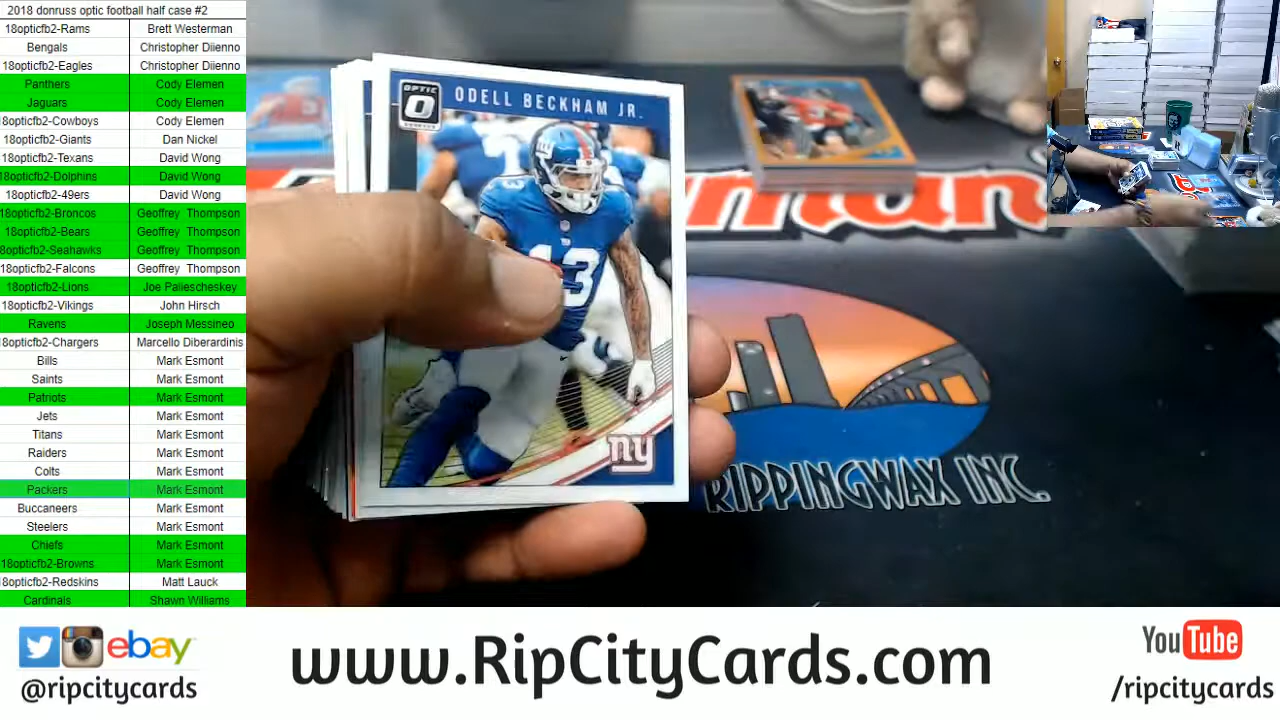 2018 donruss optic football half case #2
18opticfb2-Rams Brett Westerman
Bengals Christopher Diienno
18opticfb2-Eagles Christopher Diienno
Panthers Cody Elemen
Jaguars Cody Elemen
18opticfb2-Cowboys Cody Elemen
18opticfb2-Giants Dan Nickel
18opticfb2-Texans David Wong
18opticfb2-Dolphins David Wong
18opticfb2-49ers David Wong
18opticfb2-Broncos Geoffrey Thompson
18opticfb2-Bears Geoffrey Thompson
8opticfb2-Seahawks Geoffrey Thompson
18opticfb2-Falcons Geoffrey Thompson
18opticfb2-Lions Joe Paliescheskey
18opticfb2-Vikings John Hirsch
Ravens Joseph Messineo
18opticfb2-Chargers Marcello Diberardinis
Bills Mark Esmont
Saints Mark Esmont
Patriots Mark Esmont
Jets Mark Esmont
Titans Mark Esmont
Raiders Mark Esmont
Colts Mark Esmont
Packers Mark Esmont
Buccaneers Mark Esmont
Steelers Mark Esmont
Chiefs Mark Esmont
18opticfb2-Browns Mark Esmont
8opticfb2-Redskins Matt Lauck
Cardinals Shawn Williams
OPTIC
ODELL BECKHAM JR.
13
ny
RIPPINGWAX INC.
ebay
@ripcitycards
www.RipCityCards.com
YouTube
/ripcitycards